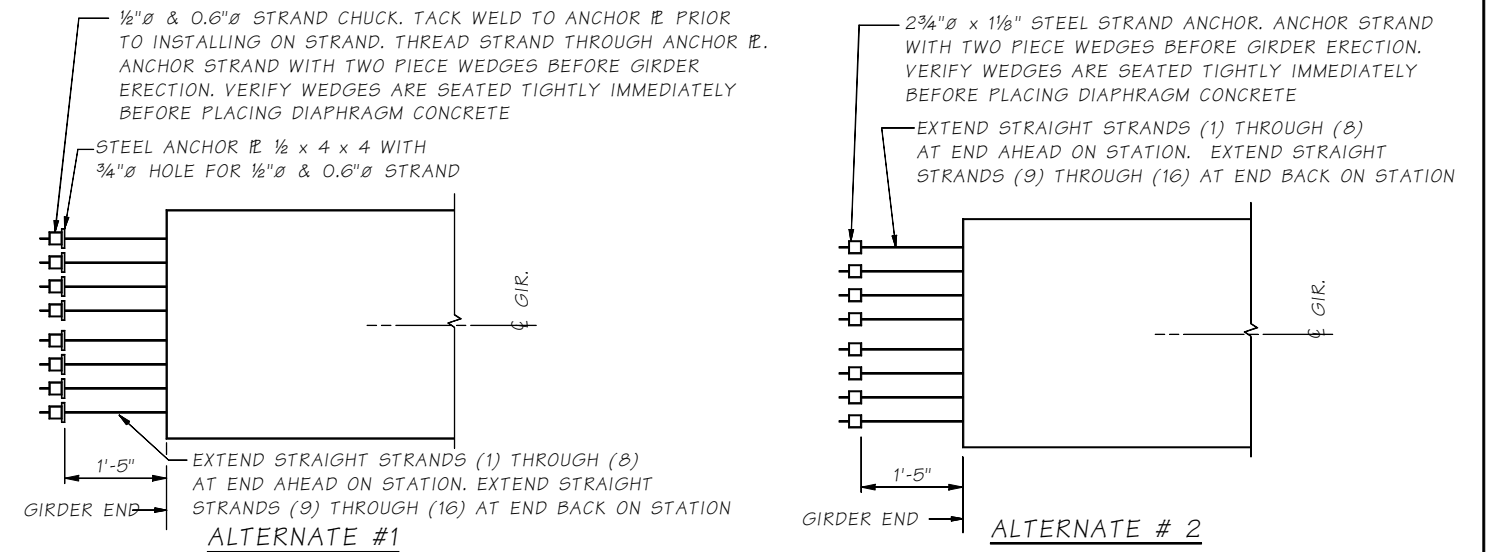 ½"ø & 0.6"ø STRAND CHUCK. TACK WELD TO ANCHOR PL PRIOR
TO INSTALLING ON STRAND. THREAD STRAND THROUGH ANCHOR PL.
ANCHOR STRAND WITH TWO PIECE WEDGES BEFORE GIRDER
ERECTION. VERIFY WEDGES ARE SEATED TIGHTLY IMMEDIATELY
BEFORE PLACING DIAPHRAGM CONCRETE
STEEL ANCHOR PL ½ x 4 x 4 WITH
¾"ø HOLE FOR ½"ø & 0.6"ø STRAND
℄ GIR.
1'-5"
EXTEND STRAIGHT STRANDS (1) THROUGH (8)
AT END AHEAD ON STATION. EXTEND STRAIGHT
STRANDS (9) THROUGH (16) AT END BACK ON STATION
GIRDER END
ALTERNATE #1
2¾"ø x 1⅛" STEEL STRAND ANCHOR. ANCHOR STRAND
WITH TWO PIECE WEDGES BEFORE GIRDER ERECTION.
VERIFY WEDGES ARE SEATED TIGHTLY IMMEDIATELY
BEFORE PLACING DIAPHRAGM CONCRETE
EXTEND STRAIGHT STRANDS (1) THROUGH (8)
AT END AHEAD ON STATION. EXTEND STRAIGHT
STRANDS (9) THROUGH (16) AT END BACK ON STATION
℄ GIR.
1'-5"
GIRDER END
ALTERNATE # 2